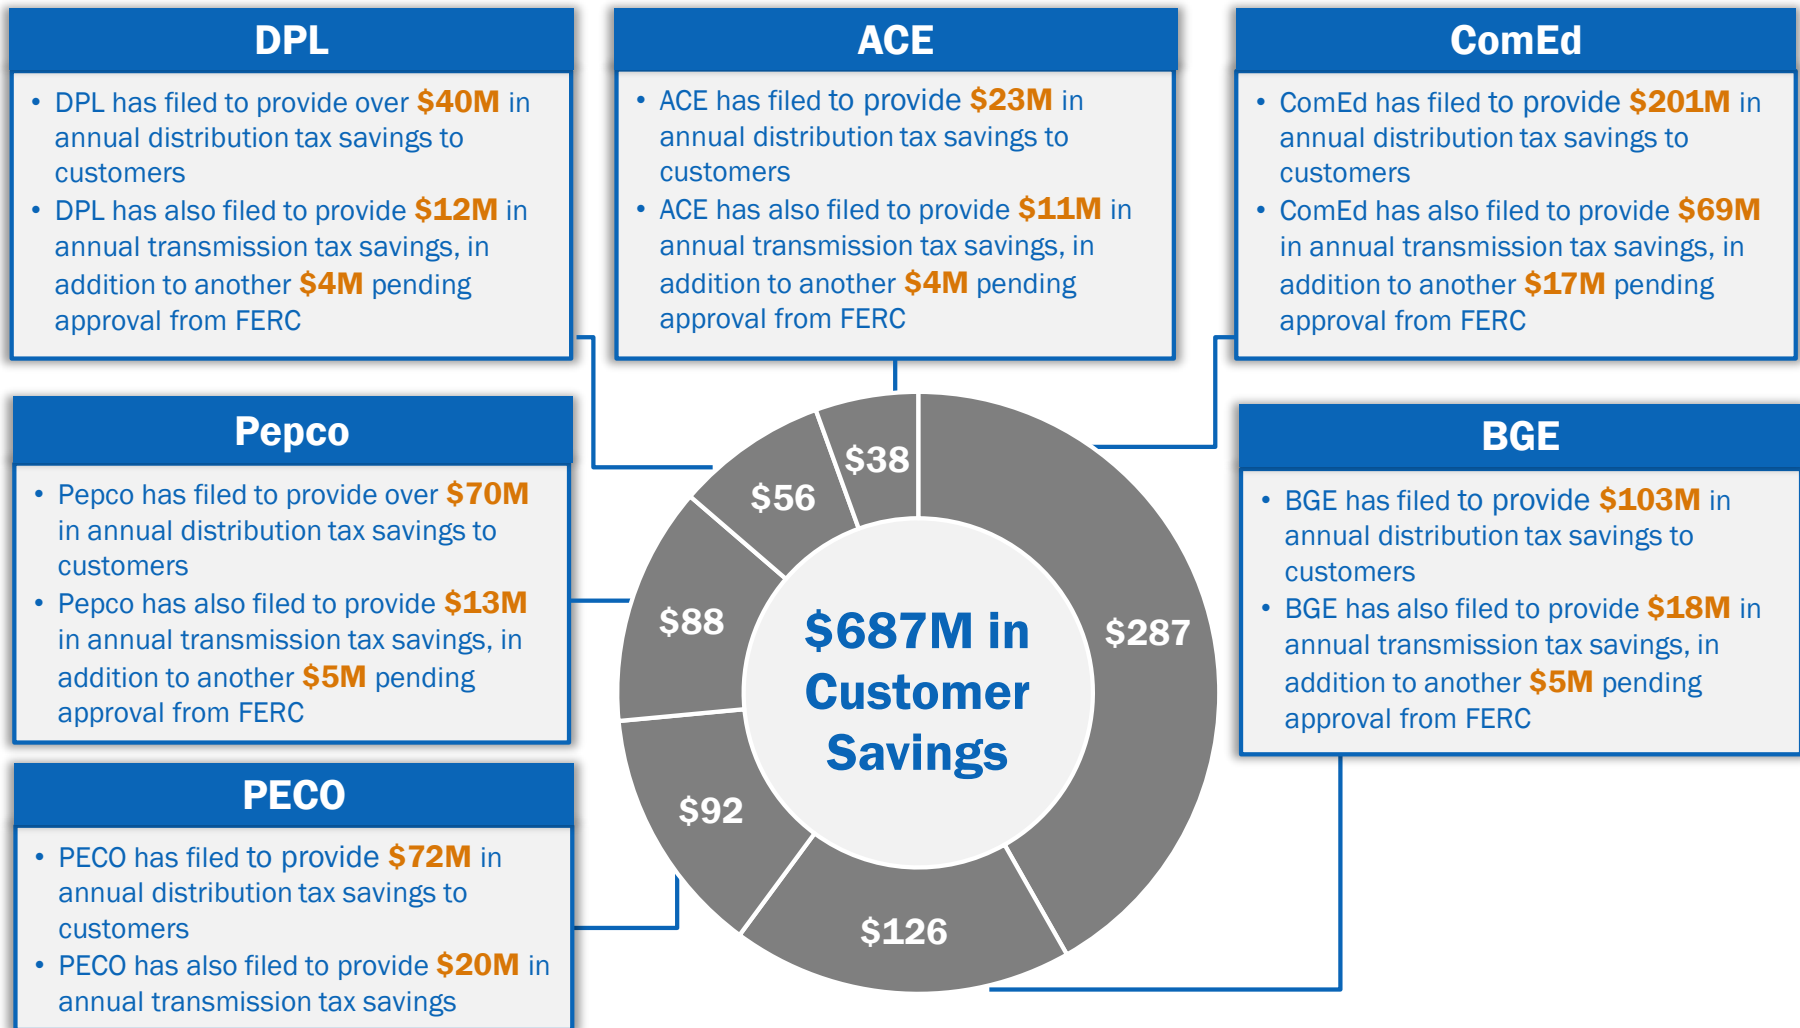 DPL
• DPL has filed to provide over $40M in
annual distribution tax savings to
customers
• DPL has also filed to provide $12M in
annual transmission tax savings, in
addition to another $4M pending
approval from FERC
ACE
• ACE has filed to provide $23M in
annual distribution tax savings to
customers
• ACE has also filed to provide $11M in
annual transmission tax savings, in
addition to another $4M pending
approval from FERC
ComEd
• ComEd has filed to provide $201M in
annual distribution tax savings to
customers
• ComEd has also filed to provide $69M
in annual transmission tax savings, in
addition to another $17M pending
approval from FERC
Pepco
• Pepco has filed to provide over $70M
in annual distribution tax savings to
customers
• Pepco has also filed to provide $13M
in annual transmission tax savings, in
addition to another $5M pending
approval from FERC
BGE
• BGE has filed to provide $103M in
annual distribution tax savings to
customers
• BGE has also filed to provide $18M in
annual transmission tax savings, in
addition to another $5M pending
approval from FERC
PECO
• PECO has filed to provide $72M in
annual distribution tax savings to
customers
• PECO has also filed to provide $20M in
annual transmission tax savings
$38
$56
$88
$287
$92
$126
$687M in
Customer
Savings